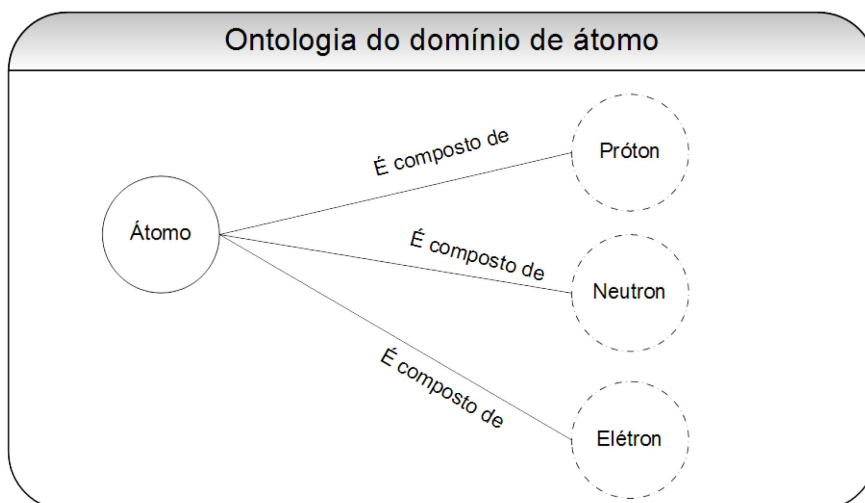 Ontologia do domínio de átomo
É composto de
Próton
Átomo
É composto de
Neutron
É composto de
Elétron